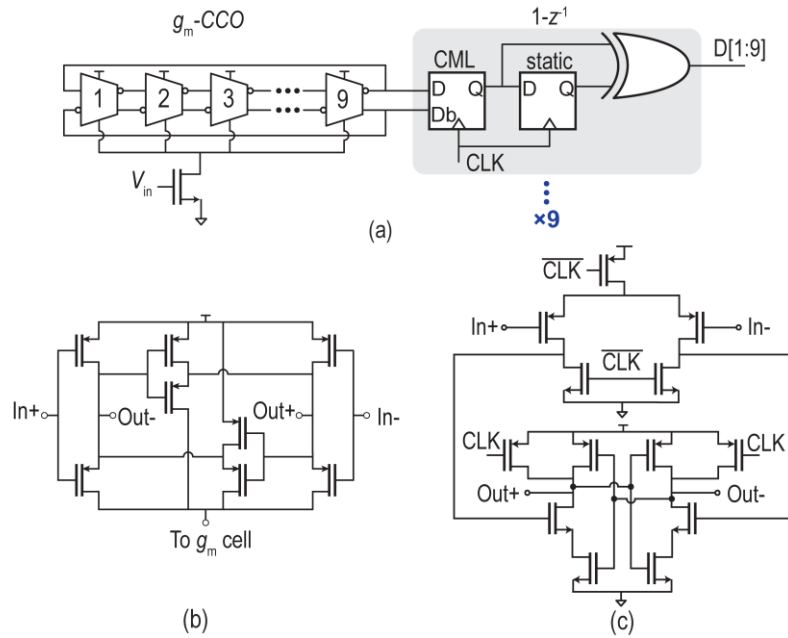 gm-CCO
1-z-1
1 2 3 ••• 9
CML
static
D Q
Db
D Q
D[1:9]
CLK
Vin
×9
(a)
CLK
In+ In-
CLK
In+ Out- Out+ In-
To gm cell
CLK CLK
Out+ Out-
(b) (c)